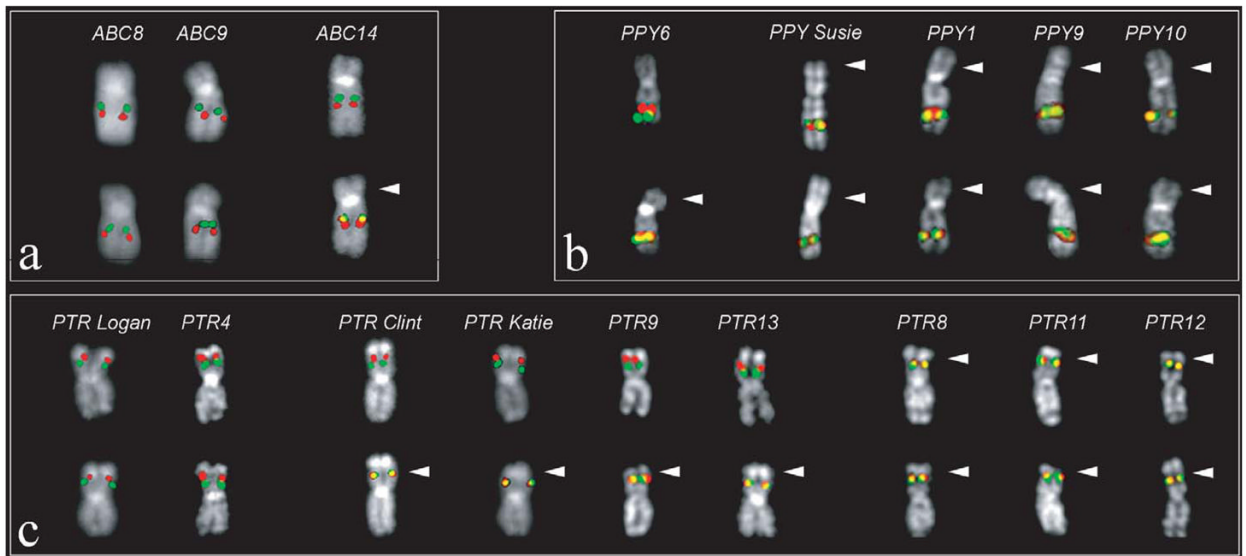 ABC8 ABC9 ABC14
a
PPY6 PPY Susie PPY1 PPY9 PPY10
b
PTR Logan PTR4 PTR Clint PTR Katie PTR9 PTR13 PTR8 PTR11 PTR12
c